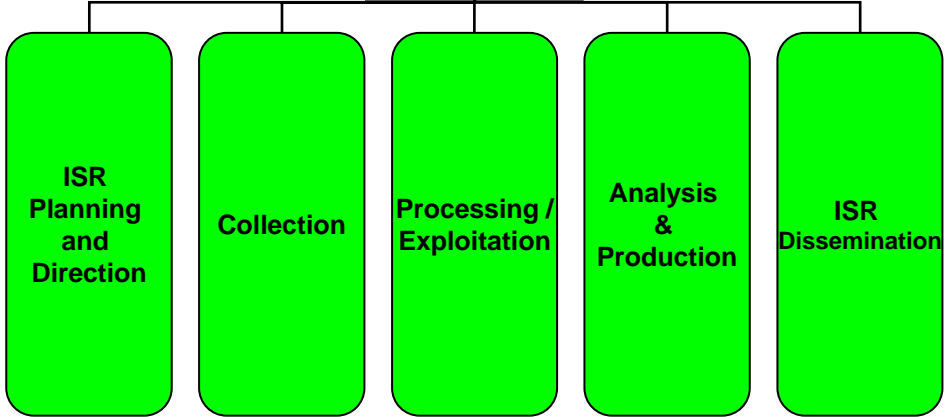 ISR
Planning
and
Direction
Collection
Processing /
Exploitation
Analysis
&
Production
ISR
Dissemination